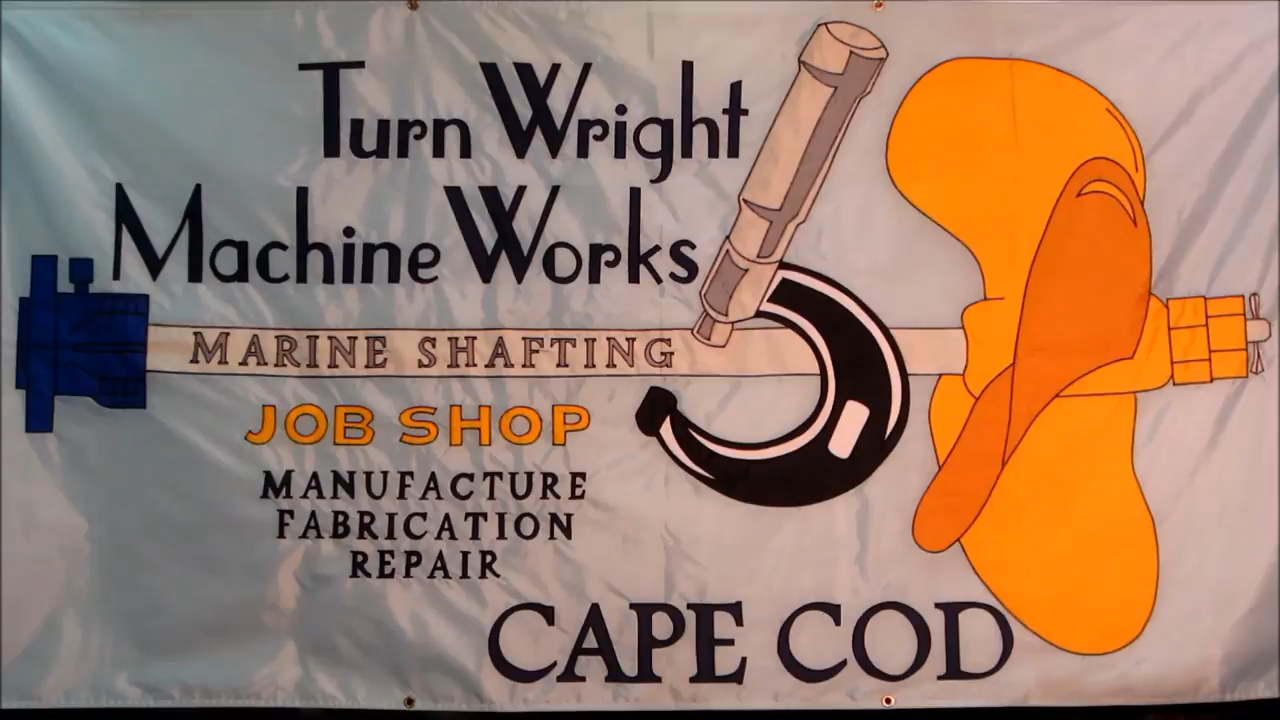 Turn Wright
Machine Works
MARINE SHAFTING
JOB SHOP
MANUFACTURE
FABRICATION
REPAIR
CAPE COD